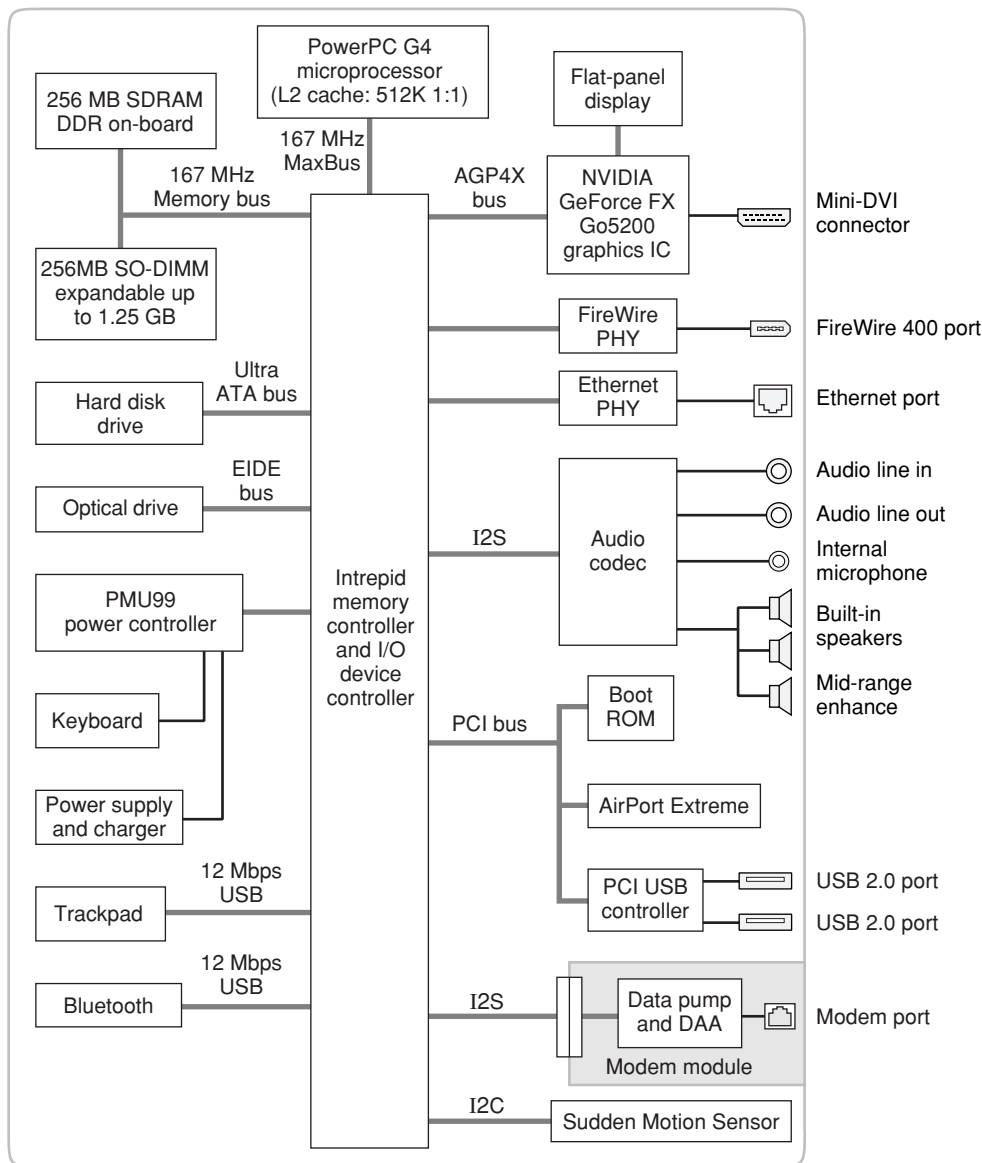 PowerPC G4
microprocessor
(L2 cache: 512K 1:1)
Flat-panel
display
256 MB SDRAM
DDR on-board
167 MHz
MaxBus
167 MHz
Memory bus
AGP4X
bus
NVIDIA
GeForce FX
Go5200
graphics IC
Mini-DVI
connector
256MB SO-DIMM
expandable up
to 1.25 GB
FireWire
PHY
FireWire 400 port
Ultra
ATA bus
Hard disk
drive
Ethernet
PHY
Ethernet port
EIDE
bus
Optical drive
I2S
Audio
codec
Audio line in
Audio line out
Internal
microphone
Built-in
speakers
Mid-range
enhance
PMU99
power controller
Intrepid
memory
controller
and I/O
device
controller
Keyboard
PCI bus
Boot
ROM
Power supply
and charger
AirPort Extreme
12 Mbps
USB
Trackpad
PCI USB
controller
USB 2.0 port
USB 2.0 port
12 Mbps
USB
Bluetooth
I2S
Data pump
and DAA
Modem port
Modem module
I2C
Sudden Motion Sensor